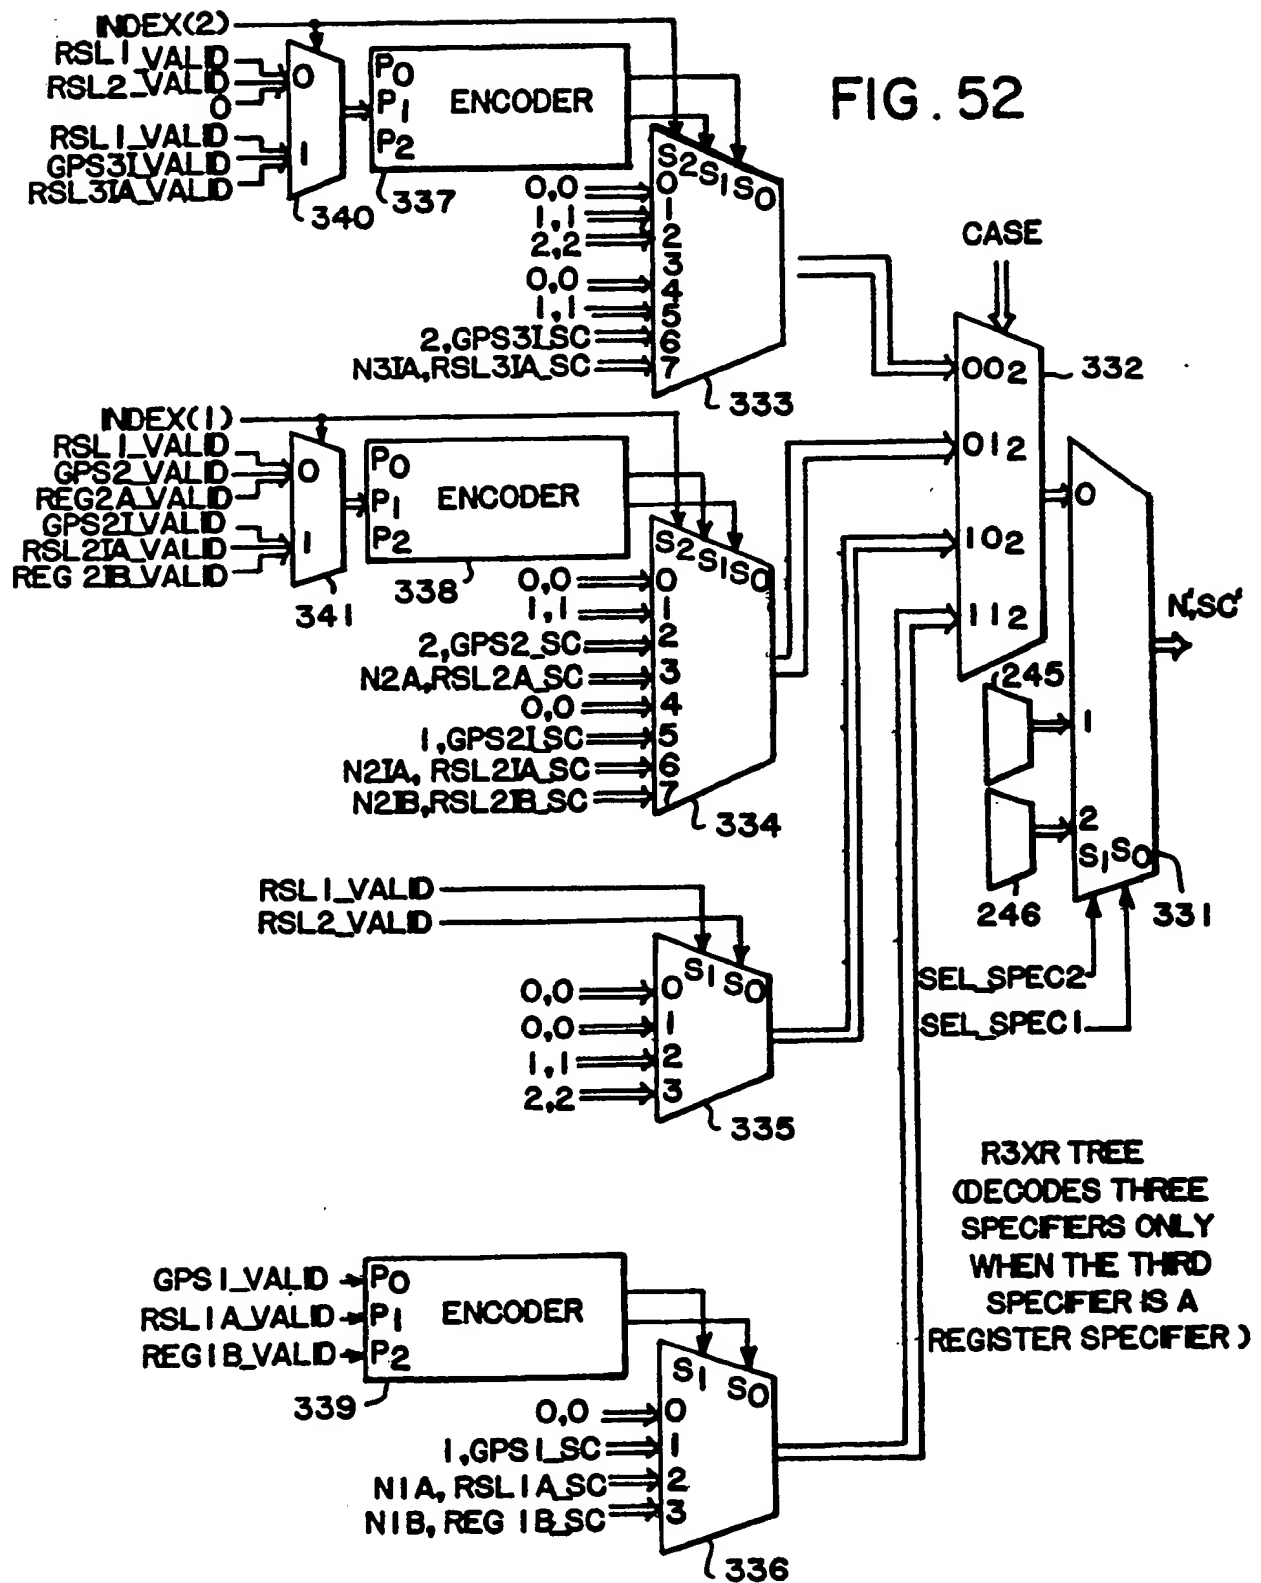 FIG. 52
INDEX(2)
RSL1_VALID
RSL2_VALID
0
RSL1_VALID
GPS3I_VALID
RSL3IA_VALID
0
1
340
P0
P1
P2
ENCODER
337
S2 S1 S0
0,0 0
1,1 1
2,2 2
3
0,0 4
1,1 5
2,GPS3I_SC 6
N3IA,RSL3IA_SC 7
333
INDEX(1)
RSL1_VALID
GPS2_VALID
REG2A_VALID
GPS2I_VALID
RSL2IA_VALID
REG 2IB_VALID
0
1
341
P0
P1
P2
ENCODER
338
S2 S1 S0
0,0 0
1,1 1
2,GPS2_SC 2
N2A,RSL2A_SC 3
0,0 4
1,GPS2I_SC 5
N2IA, RSL2IA_SC 6
N2IB,RSL2IB_SC 7
334
RSL1_VALID
RSL2_VALID
S1 S0
0,0 0
0,0 1
1,1 2
2,2 3
335
GPS1_VALID P0
RSL1A_VALID P1
REG1B_VALID P2
ENCODER
339
S1 S0
0,0 0
1,GPS1_SC 1
N1A, RSL1A_SC 2
N1B, REG 1B_SC 3
336
CASE
002
012
102
112
332
245
246
0
1
2
S1 S0
331
N',SC'
SEL_SPEC2
SEL_SPEC1
R3XR TREE
(DECODES THREE
SPECIFIERS ONLY
WHEN THE THIRD
SPECIFIER IS A
REGISTER SPECIFIER)